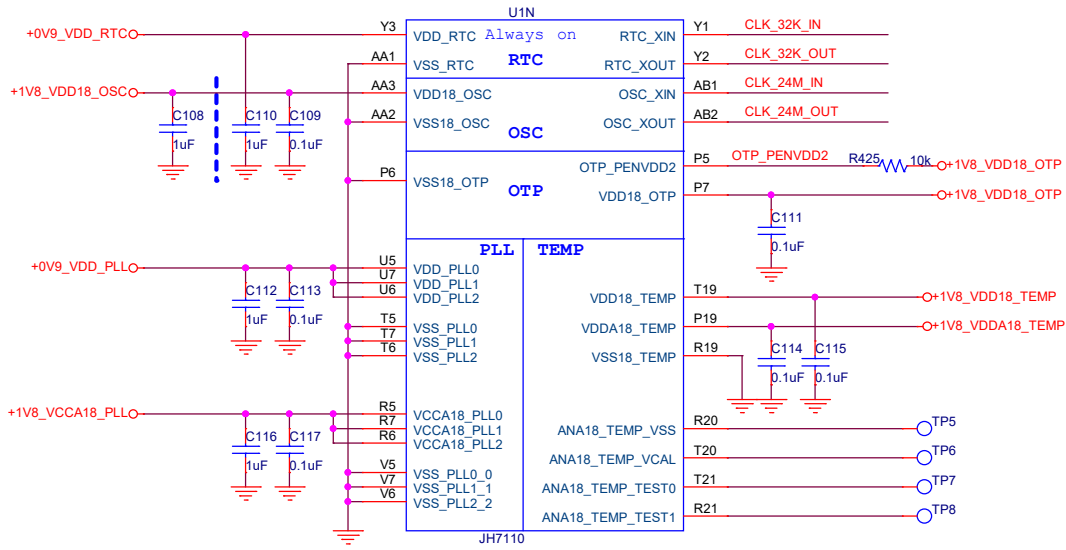 U1N
+0V9_VDD_RTC
Y3
VDD_RTC
Always on
RTC_XIN
Y1
CLK_32K_IN
AA1
VSS_RTC
RTC
RTC_XOUT
Y2
CLK_32K_OUT
+1V8_VDD18_OSC
AA3
VDD18_OSC
OSC_XIN
AB1
CLK_24M_IN
C108
1uF
C110
1uF
C109
0.1uF
AA2
VSS18_OSC
OSC
OSC_XOUT
AB2
CLK_24M_OUT
OTP_PENVDD2
P5
OTP_PENVDD2
R425
10k
+1V8_VDD18_OTP
P6
VSS18_OTP
OTP
VDD18_OTP
P7
+1V8_VDD18_OTP
C111
0.1uF
PLL
TEMP
+0V9_VDD_PLL
U5
VDD_PLL0
U7
VDD_PLL1
U6
VDD_PLL2
C112
1uF
C113
0.1uF
VDD18_TEMP
T19
+1V8_VDD18_TEMP
T5
VSS_PLL0
T7
VSS_PLL1
T6
VSS_PLL2
VDDA18_TEMP
P19
+1V8_VDDA18_TEMP
VSS18_TEMP
R19
C114
0.1uF
C115
0.1uF
+1V8_VCCA18_PLL
R5
VCCA18_PLL0
R7
VCCA18_PLL1
R6
VCCA18_PLL2
C116
1uF
C117
0.1uF
ANA18_TEMP_VSS
R20
TP5
ANA18_TEMP_VCAL
T20
TP6
V5
VSS_PLL0_0
V7
VSS_PLL1_1
V6
VSS_PLL2_2
ANA18_TEMP_TEST0
T21
TP7
ANA18_TEMP_TEST1
R21
TP8
JH7110